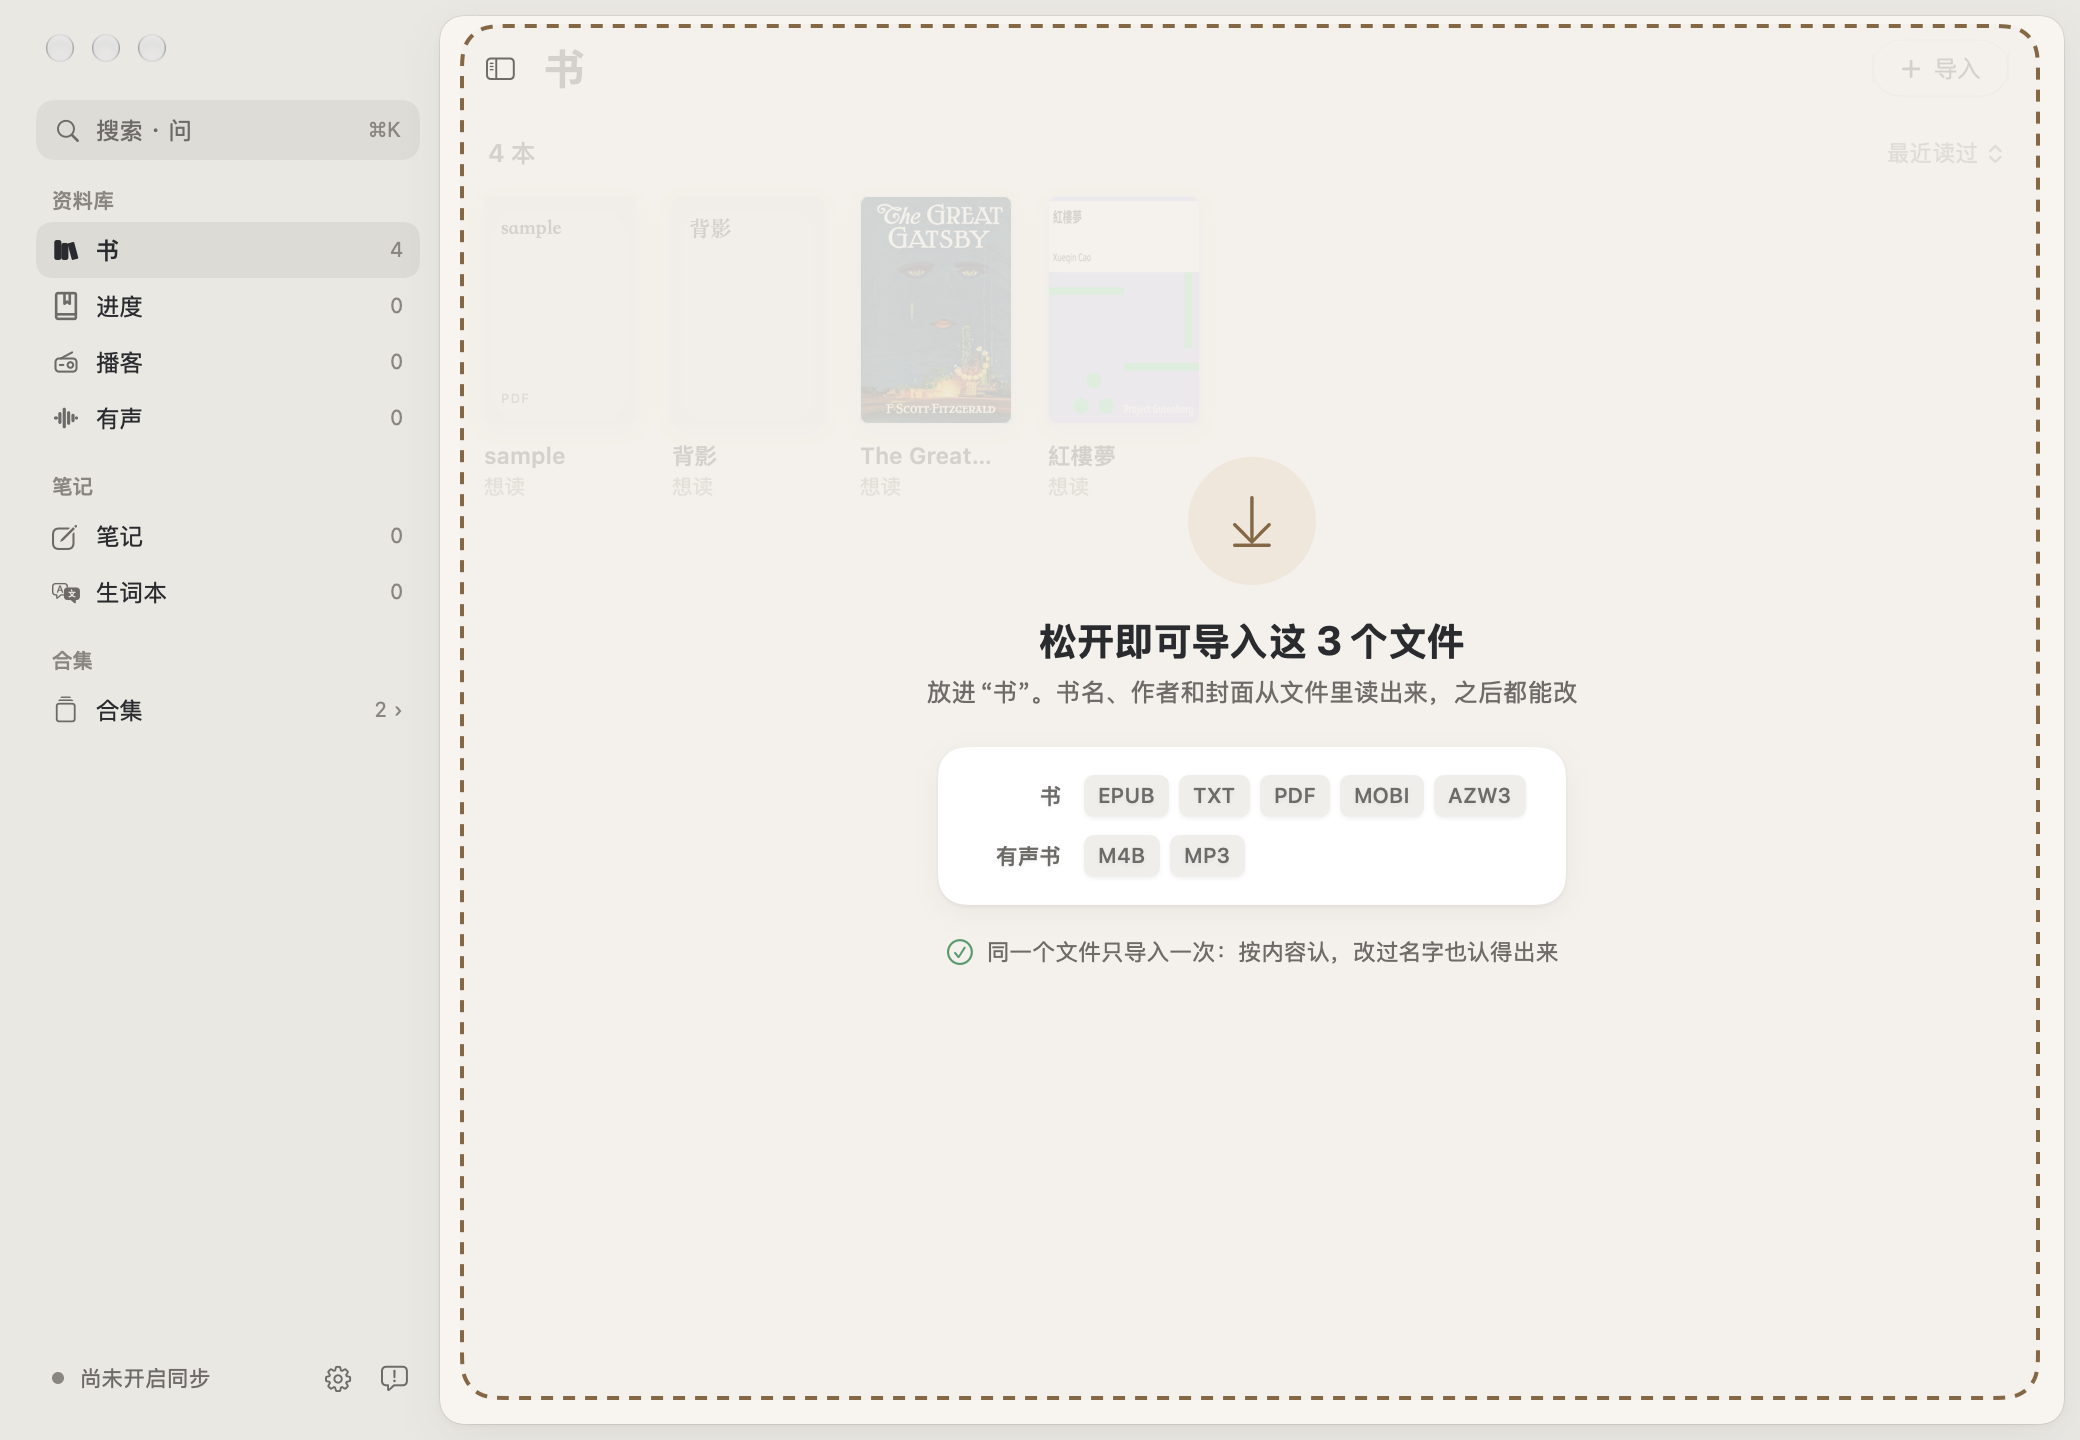 搜索 · 问 ⌘K
资料库
书 4
进度 0
播客 0
有声 0
笔记
笔记 0
生词本 0
合集
合集 2 ›
尚未开启同步
书
+ 导入
4 本
最近读过
sample
PDF
sample
想读
背影
背影
想读
The GREAT
GATSBY
F·SCOTT FITZGERALD
The Great...
想读
紅樓夢
Xueqin Cao
Project Gutenberg
紅樓夢
想读
松开即可导入这 3 个文件
放进 “书”。书名、作者和封面从文件里读出来，之后都能改
书 EPUB TXT PDF MOBI AZW3
有声书 M4B MP3
同一个文件只导入一次：按内容认，改过名字也认得出来